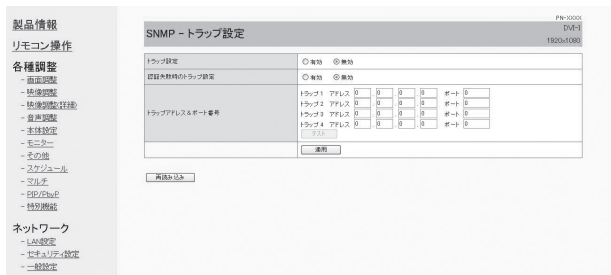 製品情報
リモコン操作
各種調整
- 画面調整
- 映像調整
- 映像調整(詳細)
- 音声調整
- 本体設定
- モニター
- その他
- スケジュール
- マルチ
- PIP/PbyP
- 特別機能
ネットワーク
- LAN設定
- セキュリティ設定
- 一般設定
PN-XXXX
SNMP - トラップ設定
DVI-I
1920x1080
トラップ設定 有効 無効
認証失敗時のトラップ設定 有効 無効
トラップアドレス＆ポート番号
トラップ1 アドレス 0 . 0 . 0 . 0 ポート 0
トラップ2 アドレス 0 . 0 . 0 . 0 ポート 0
トラップ3 アドレス 0 . 0 . 0 . 0 ポート 0
トラップ4 アドレス 0 . 0 . 0 . 0 ポート 0
テスト
適用
再読み込み